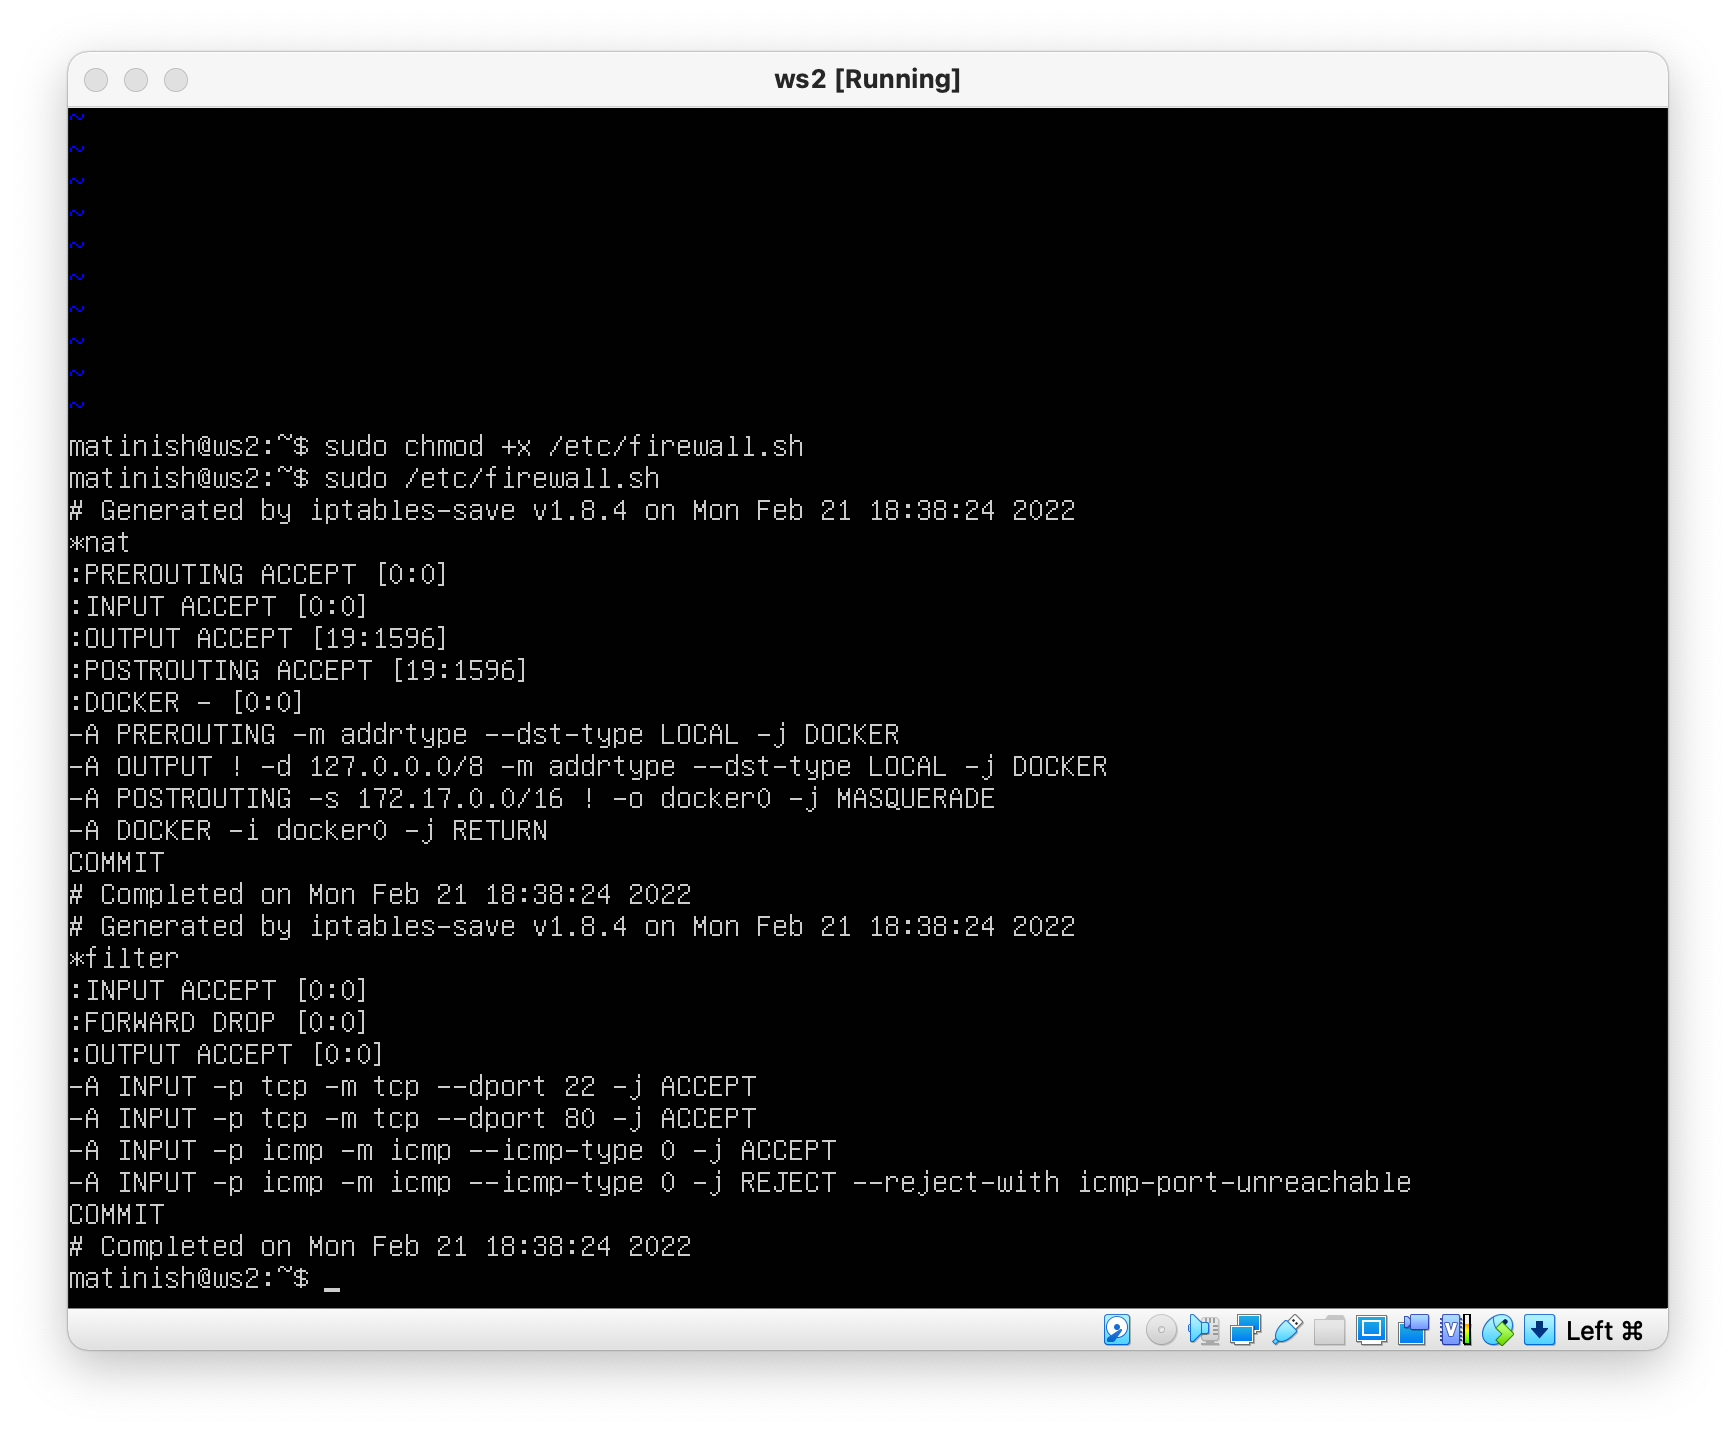 ws2 [Running]
~
~
~
~
~
~
~
~
~
~
matinish@ws2:~$ sudo chmod +x /etc/firewall.sh
matinish@ws2:~$ sudo /etc/firewall.sh
# Generated by iptables-save v1.8.4 on Mon Feb 21 18:38:24 2022
*nat
:PREROUTING ACCEPT [0:0]
:INPUT ACCEPT [0:0]
:OUTPUT ACCEPT [19:1596]
:POSTROUTING ACCEPT [19:1596]
:DOCKER - [0:0]
-A PREROUTING -m addrtype --dst-type LOCAL -j DOCKER
-A OUTPUT ! -d 127.0.0.0/8 -m addrtype --dst-type LOCAL -j DOCKER
-A POSTROUTING -s 172.17.0.0/16 ! -o docker0 -j MASQUERADE
-A DOCKER -i docker0 -j RETURN
COMMIT
# Completed on Mon Feb 21 18:38:24 2022
# Generated by iptables-save v1.8.4 on Mon Feb 21 18:38:24 2022
*filter
:INPUT ACCEPT [0:0]
:FORWARD DROP [0:0]
:OUTPUT ACCEPT [0:0]
-A INPUT -p tcp -m tcp --dport 22 -j ACCEPT
-A INPUT -p tcp -m tcp --dport 80 -j ACCEPT
-A INPUT -p icmp -m icmp --icmp-type 0 -j ACCEPT
-A INPUT -p icmp -m icmp --icmp-type 0 -j REJECT --reject-with icmp-port-unreachable
COMMIT
# Completed on Mon Feb 21 18:38:24 2022
matinish@ws2:~$ _
Left ⌘